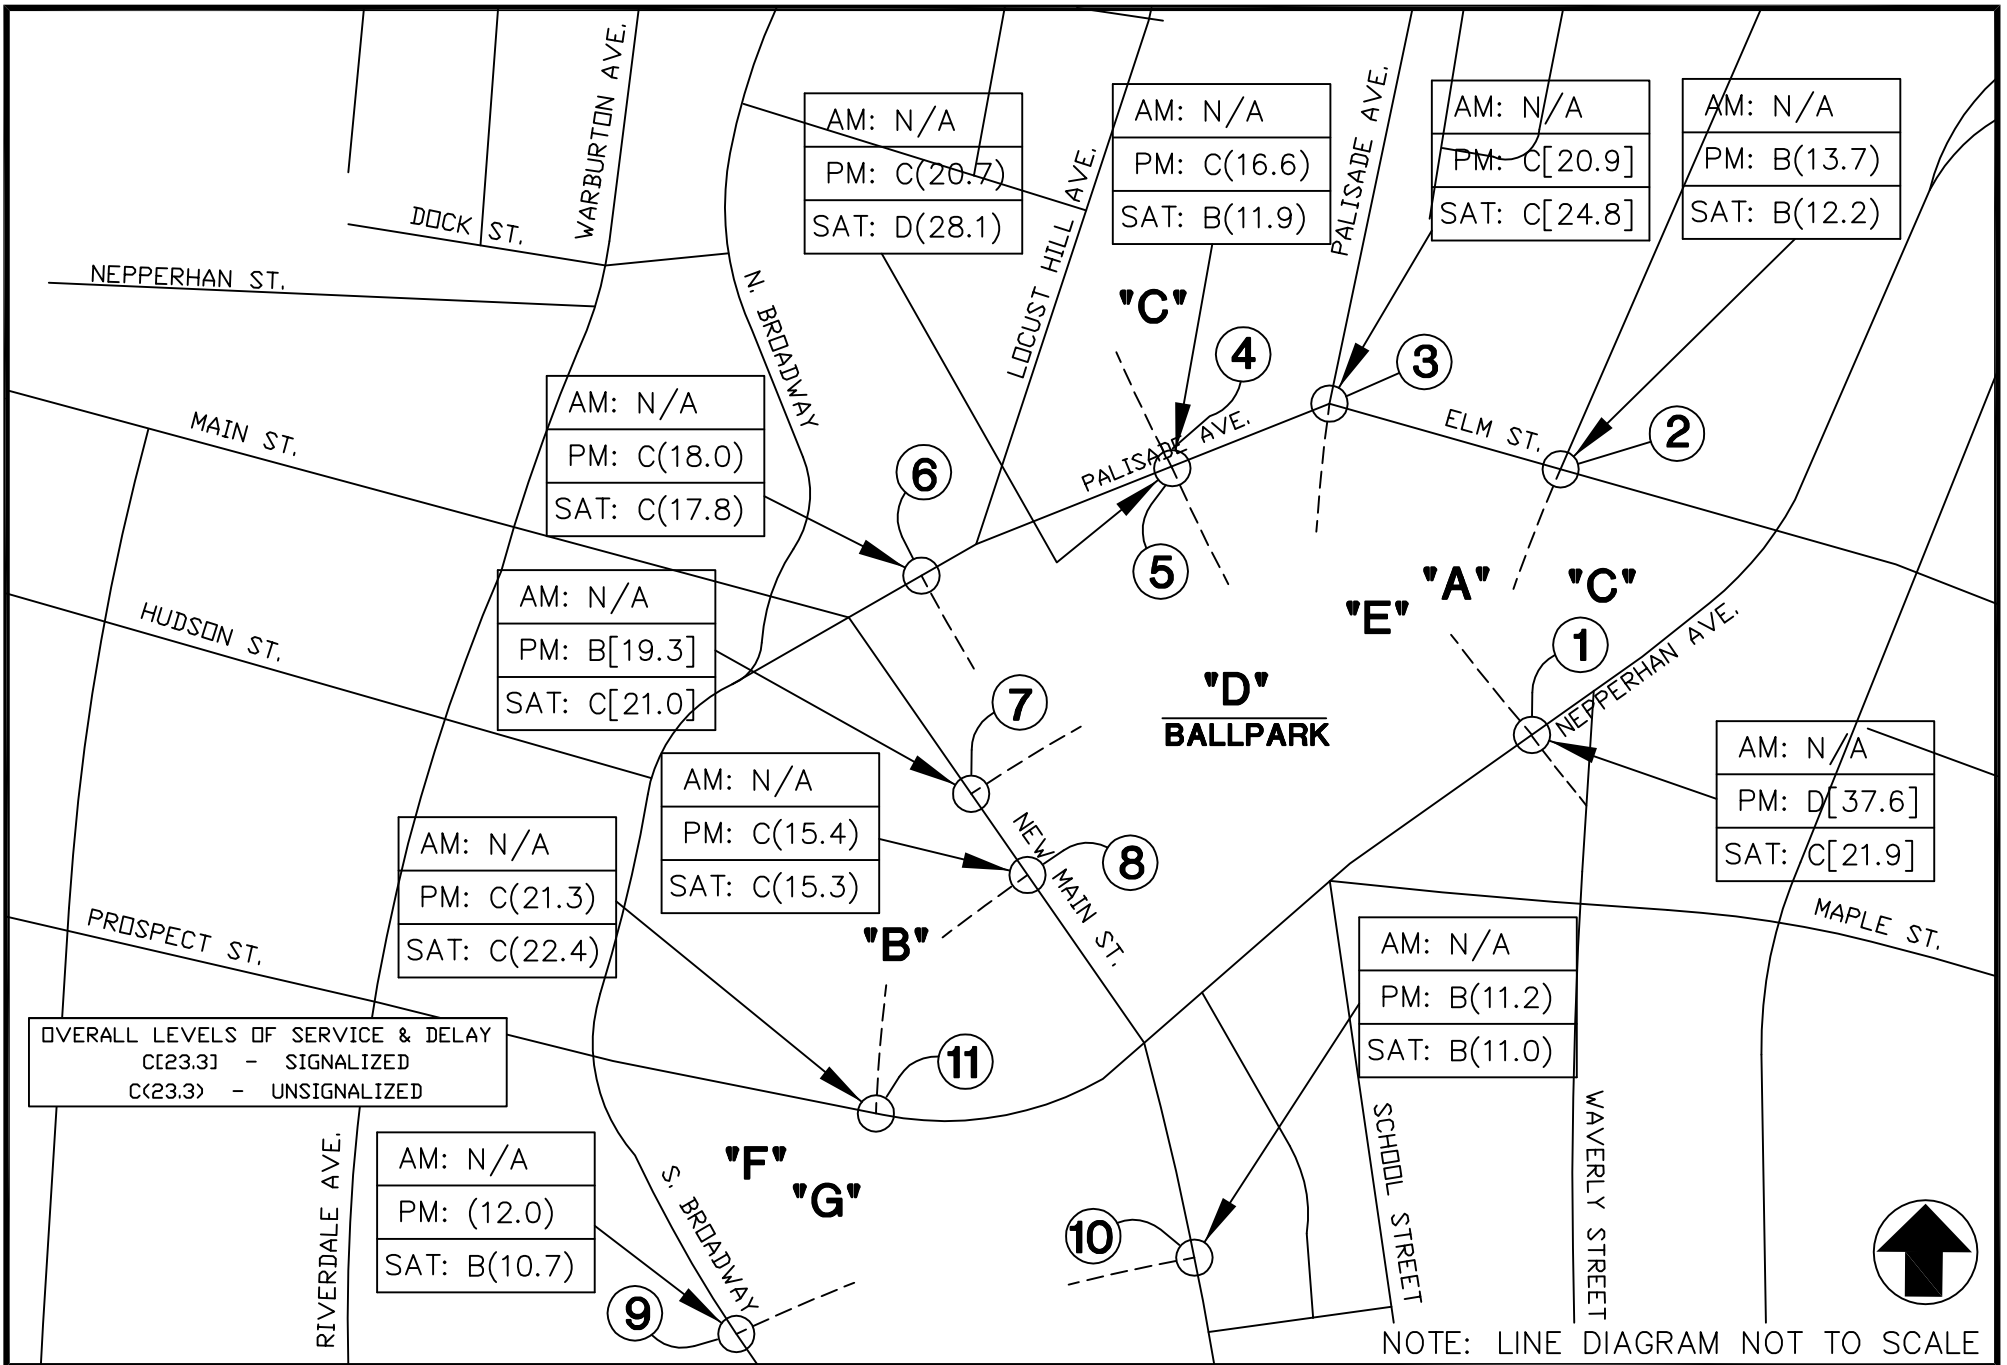 WARBURTON AVE.
DOCK ST.
NEPPERHAN ST.
N. BROADWAY
LOCUST HILL AVE.
PALISADE AVE.
AM: N/A
PM: C(20.7)
SAT: D(28.1)
AM: N/A
PM: C(16.6)
SAT: B(11.9)
AM: N/A
PM: C[20.9]
SAT: C[24.8]
AM: N/A
PM: B(13.7)
SAT: B(12.2)
"C"
4
3
2
ELM ST.
PALISADE AVE.
MAIN ST.
AM: N/A
PM: C(18.0)
SAT: C(17.8)
6
5
"A"
"C"
"E"
1
NEPPERHAN AVE.
HUDSON ST.
AM: N/A
PM: B[19.3]
SAT: C[21.0]
7
"D"
BALLPARK
AM: N/A
PM: D[37.6]
SAT: C[21.9]
AM: N/A
PM: C(15.4)
SAT: C(15.3)
8
NEW MAIN ST.
MAPLE ST.
AM: N/A
PM: C(21.3)
SAT: C(22.4)
"B"
PROSPECT ST.
AM: N/A
PM: B(11.2)
SAT: B(11.0)
OVERALL LEVELS OF SERVICE & DELAY
C[23.3] - SIGNALIZED
C(23.3) - UNSIGNALIZED
11
RIVERDALE AVE.
AM: N/A
PM: (12.0)
SAT: B(10.7)
"F"
"G"
S. BROADWAY
9
10
SCHOOL STREET
WAVERLY STREET
NOTE: LINE DIAGRAM NOT TO SCALE